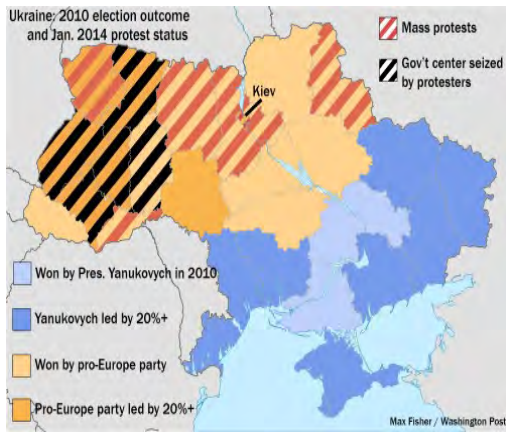 Ukraine: 2010 election outcome
and Jan. 2014 protest status
Mass protests
Gov't center seized
by protesters
Kiev
Won by Pres. Yanukovych in 2010
Yanukovych led by 20%+
Won by pro-Europe party
Pro-Europe party led by 20%+
Max Fisher / Washington Post